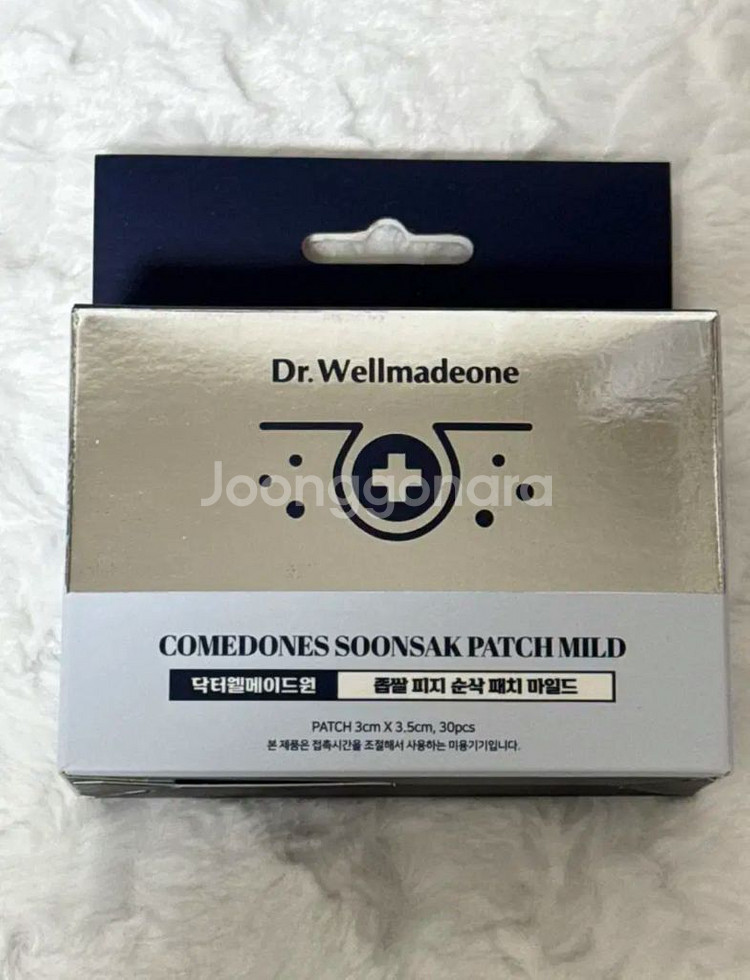 Dr. Wellmadeone
Joonggonara
COMEDONES SOONSAK PATCH MILD
닥터웰메이드원 좁쌀 피지 순삭 패치 마일드
PATCH 3cm X 3.5cm, 30pcs
본 제품은 접촉시간을 조절해서 사용하는 미용기기입니다.